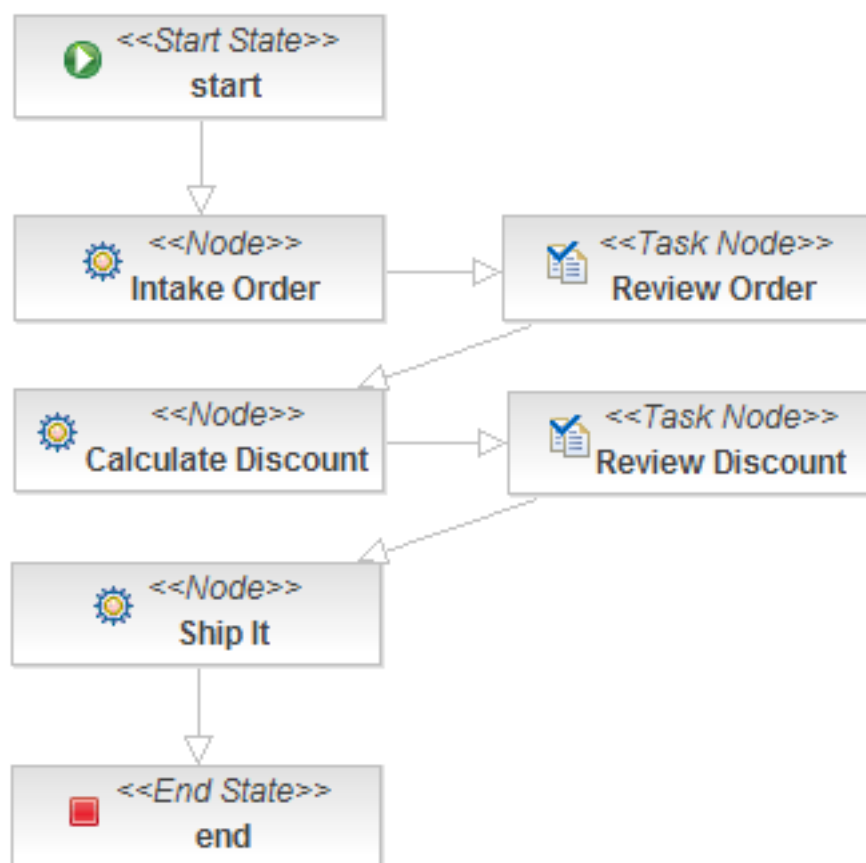 <<Start State>>
start
<<Node>>
Intake Order
<<Task Node>>
Review Order
<<Node>>
Calculate Discount
<<Task Node>>
Review Discount
<<Node>>
Ship It
<<End State>>
end